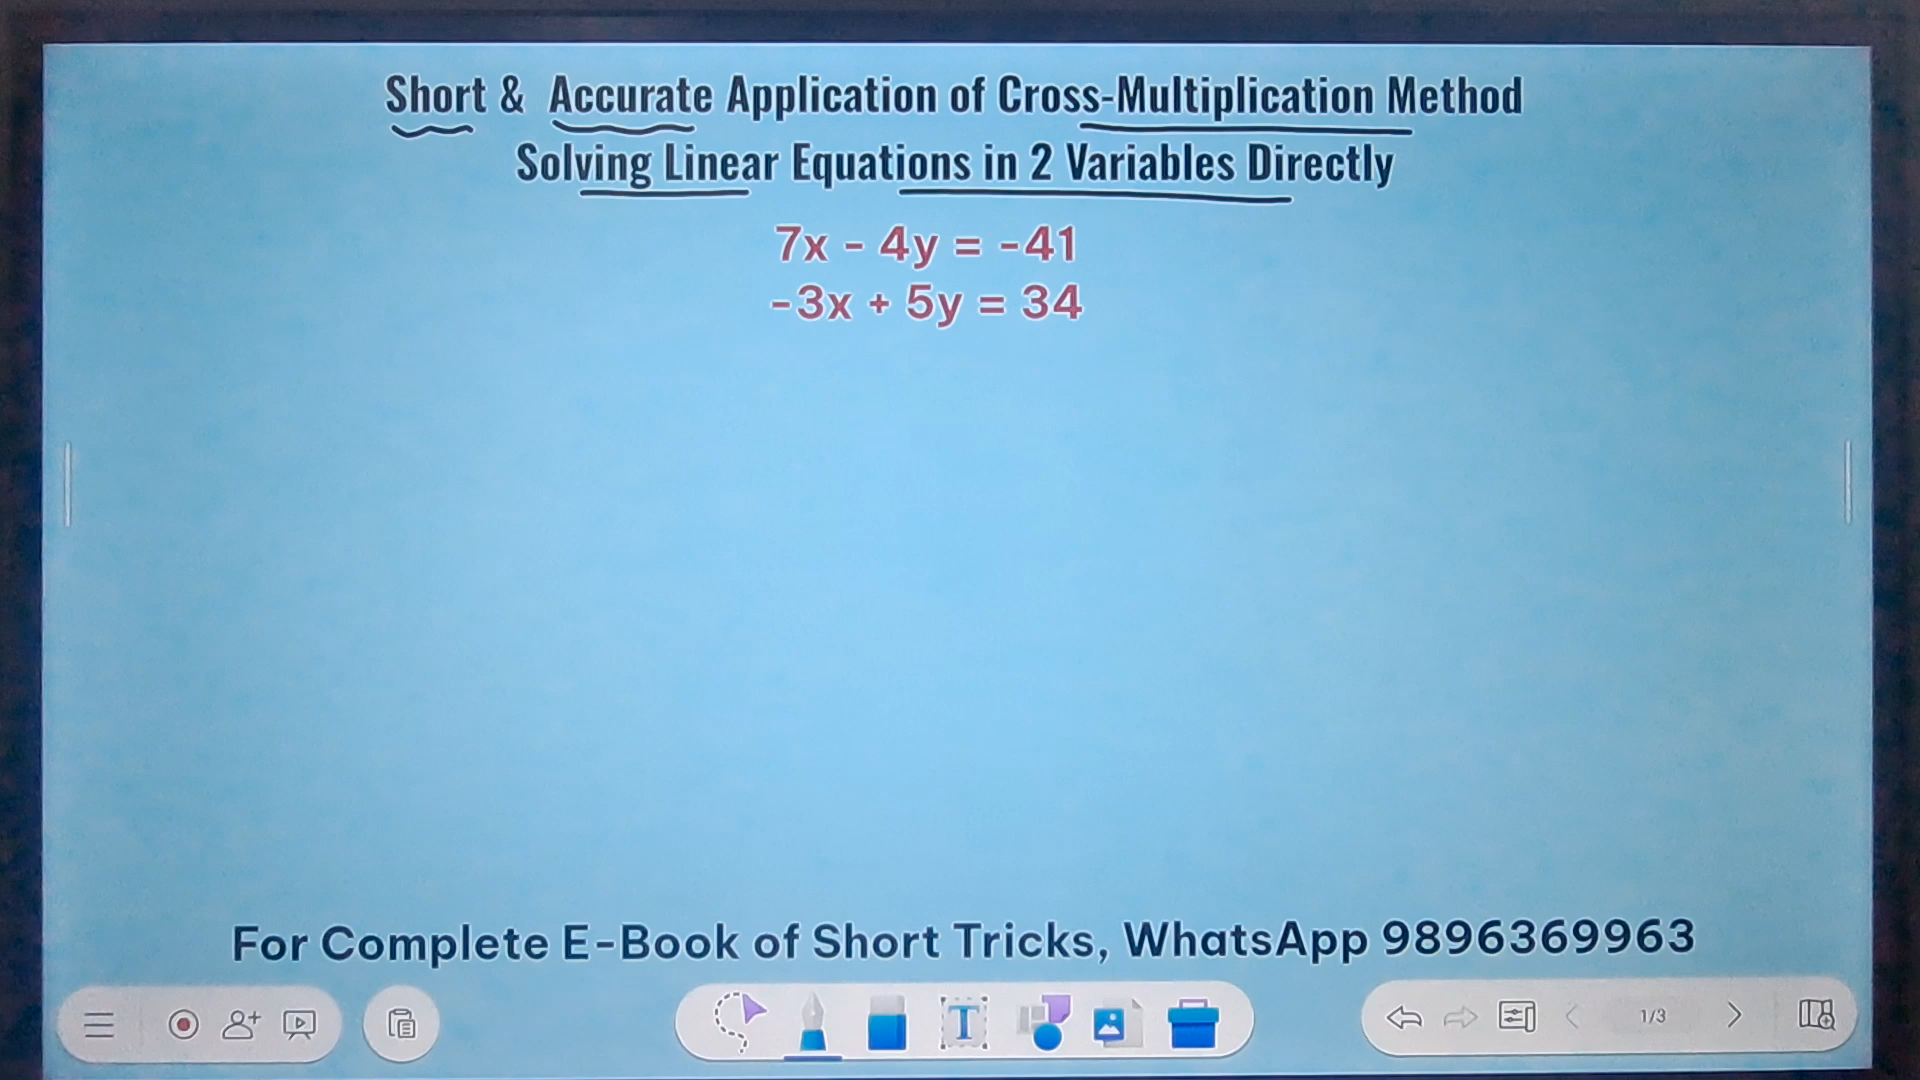 Short & Accurate Application of Cross-Multiplication Method
Solving Linear Equations in 2 Variables Directly
7x - 4y = -41
-3x + 5y = 34
For Complete E-Book of Short Tricks, WhatsApp 9896369963
T
1/3